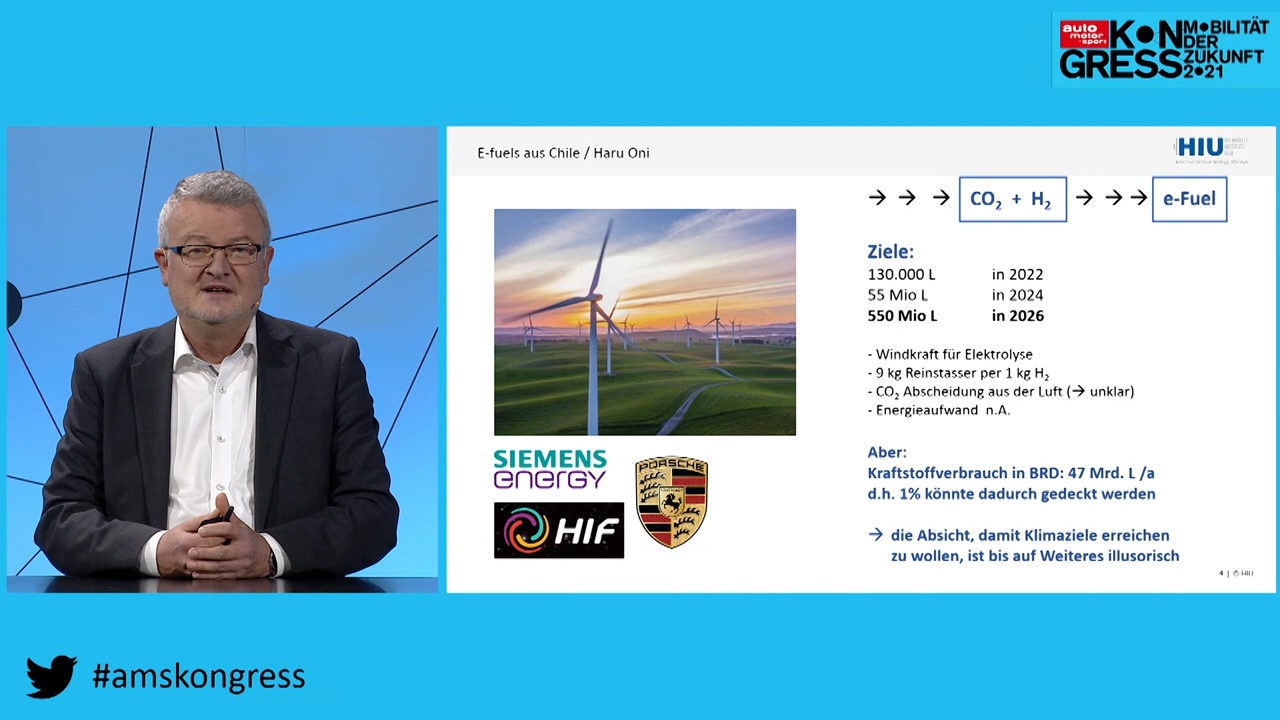 auto
motor
sport
KONGRESS
MOBILITÄT
DER
ZUKUNFT
2021
E-fuels aus Chile / Haru Oni
HIU
→ → → CO₂ + H₂ → → → e-Fuel
Ziele:
130.000 L in 2022
55 Mio L in 2024
550 Mio L in 2026
- Windkraft für Elektrolyse
- 9 kg Reinstasser per 1 kg H₂
- CO₂ Abscheidung aus der Luft (→ unklar)
- Energieaufwand n.A.
SIEMENS
energy
PORSCHE
HIF
Aber:
Kraftstoffverbrauch in BRD: 47 Mrd. L /a
d.h. 1% könnte dadurch gedeckt werden
→ die Absicht, damit Klimaziele erreichen
zu wollen, ist bis auf Weiteres illusorisch
4 | © HIU
#amskongress